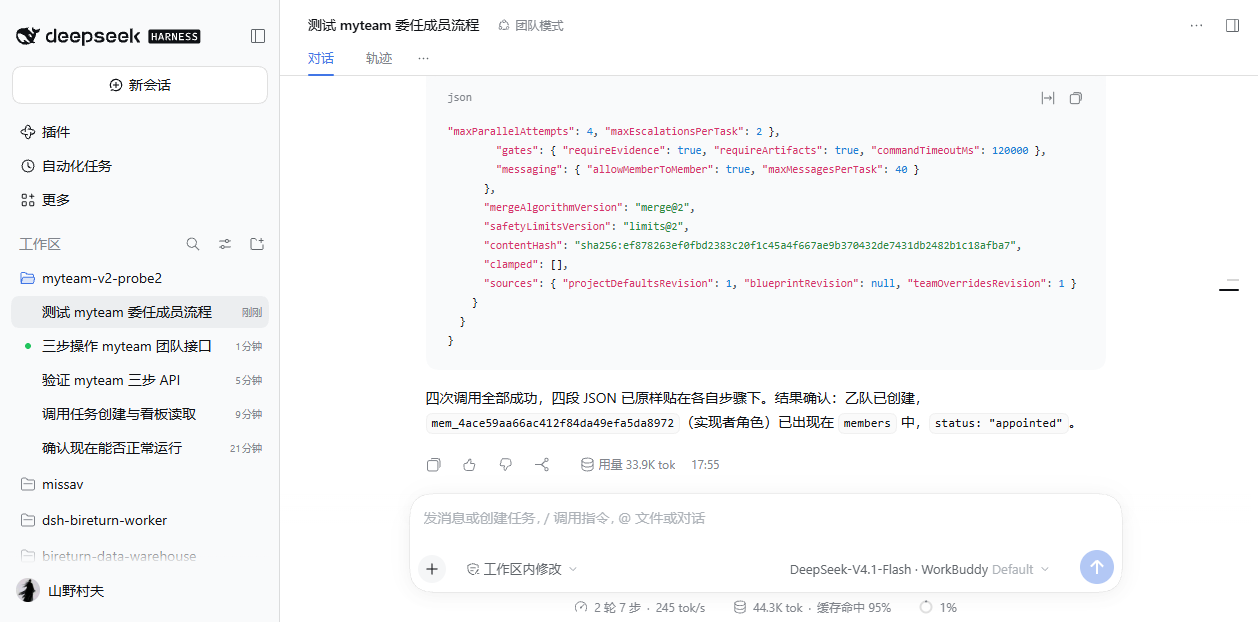 deepseek HARNESS
新会话
插件
自动化任务
更多
工作区
myteam-v2-probe2
测试 myteam 委任成员流程 刚刚
三步操作 myteam 团队接口 1分钟
验证 myteam 三步 API 5分钟
调用任务创建与看板读取 9分钟
确认现在能否正常运行 21分钟
missav
dsh-bireturn-worker
bireturn-data-warehouse
山野村夫
测试 myteam 委任成员流程 团队模式
对话 轨迹 ···
json
"maxParallelAttempts": 4, "maxEscalationsPerTask": 2 },
"gates": { "requireEvidence": true, "requireArtifacts": true, "commandTimeoutMs": 120000 },
"messaging": { "allowMemberToMember": true, "maxMessagesPerTask": 40 }
},
"mergeAlgorithmVersion": "merge@2",
"safetyLimitsVersion": "limits@2",
"contentHash": "sha256:ef878263ef0fbd2383c20f1c45a4f667ae9b370432de7431db2482b1c18afba7",
"clamped": [],
"sources": { "projectDefaultsRevision": 1, "blueprintRevision": null, "teamOverridesRevision": 1 }
}
}
}
四次调用全部成功，四段 JSON 已原样贴在各自步骤下。结果确认：乙队已创建，
mem_4ace59aa66ac412f84da49efa5da8972 （实现者角色）已出现在 members 中， status: "appointed" 。
用量 33.9K tok 17:55
发消息或创建任务, / 调用指令, @ 文件或对话
工作区内修改
DeepSeek-V4.1-Flash · WorkBuddy Default
2 轮 7 步 · 245 tok/s 44.3K tok · 缓存命中 95% 1%